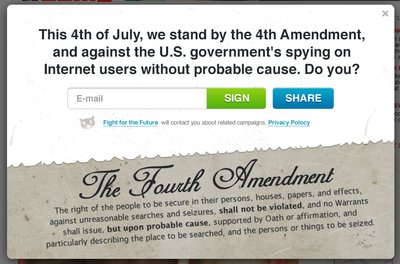 This 4th of July, we stand by the 4th Amendment,
and against the U.S. government's spying on
Internet users without probable cause. Do you?
E-mail SIGN SHARE
Fight for the Future will contact you about related campaigns. Privacy Policy
The Fourth Amendment
The right of the people to be secure in their persons, houses, papers, and effects,
against unreasonable searches and seizures, shall not be violated, and no Warrants
shall issue, but upon probable cause, supported by Oath or affirmation, and
particularly describing the place to be searched, and the persons or things to be seized.